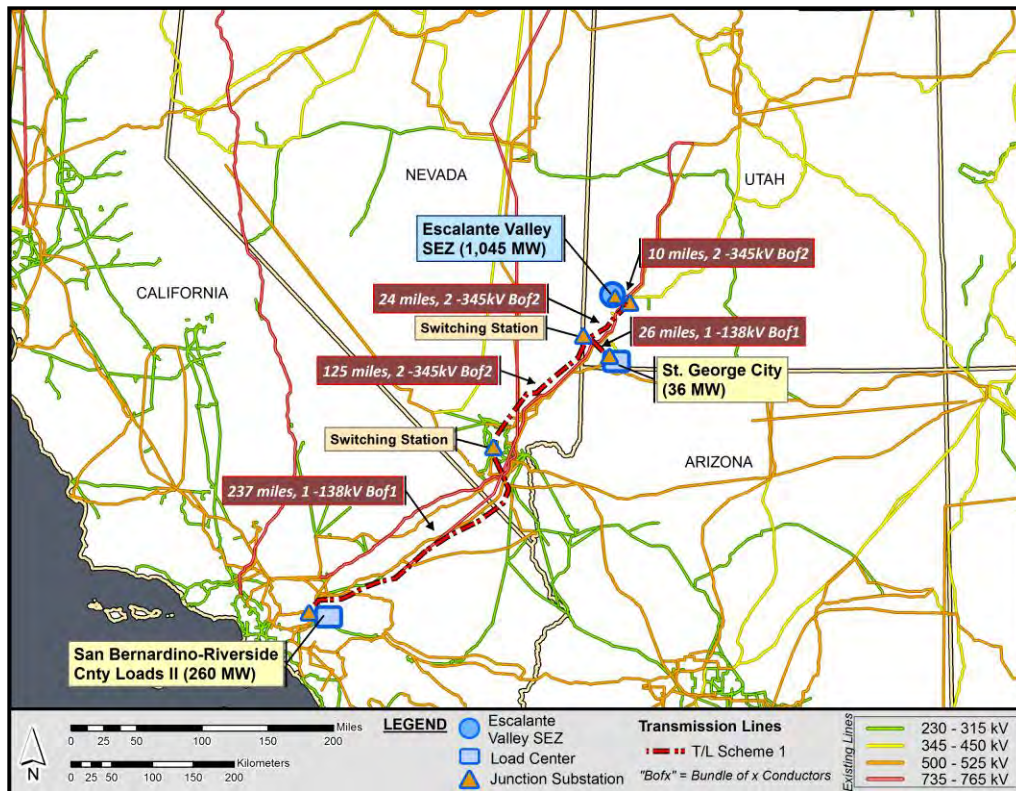 NEVADA
UTAH
Escalante Valley
SEZ (1,045 MW)
10 miles, 2 -345kV Bof2
CALIFORNIA
24 miles, 2 -345kV Bof2
Switching Station
26 miles, 1 -138kV Bof1
125 miles, 2 -345kV Bof2
St. George City
(36 MW)
Switching Station
ARIZONA
237 miles, 1 -138kV Bof1
San Bernardino-Riverside
Cnty Loads II (260 MW)
Miles
0 25 50 100 150 200
Kilometers
0 25 50 100 150 200
N
LEGEND
Escalante
Valley SEZ
Load Center
Junction Substation
Transmission Lines
T/L Scheme 1
"Bofx" = Bundle of x Conductors
Existing Lines
230 - 315 kV
345 - 450 kV
500 - 525 kV
735 - 765 kV